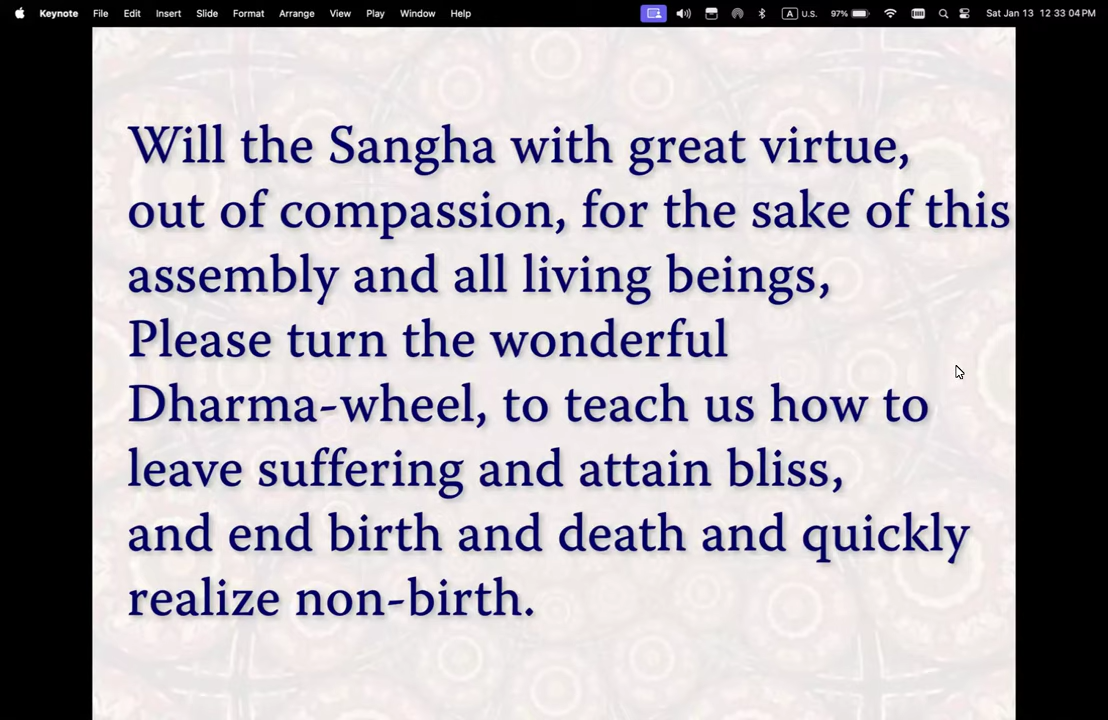 Keynote File Edit Insert Slide Format Arrange View Play Window Help A U.S. 97% Sat Jan 13 12 33 04 PM
Will the Sangha with great virtue,
out of compassion, for the sake of this
assembly and all living beings,
Please turn the wonderful
Dharma-wheel, to teach us how to
leave suffering and attain bliss,
and end birth and death and quickly
realize non-birth.